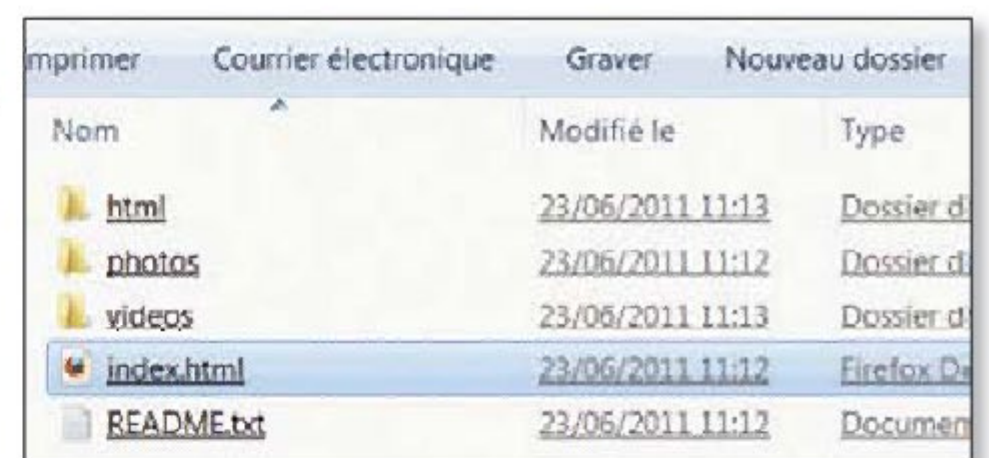 mprimer Courrier électronique Graver Nouveau dossier
Nom Modifié le Type
html 23/06/2011 11:13 Dossier d
photos 23/06/2011 11:12 Dossier d
videos 23/06/2011 11:13 Dossier d
index.html 23/06/2011 11:12 Firefox De
README.txt 23/06/2011 11:12 Documen